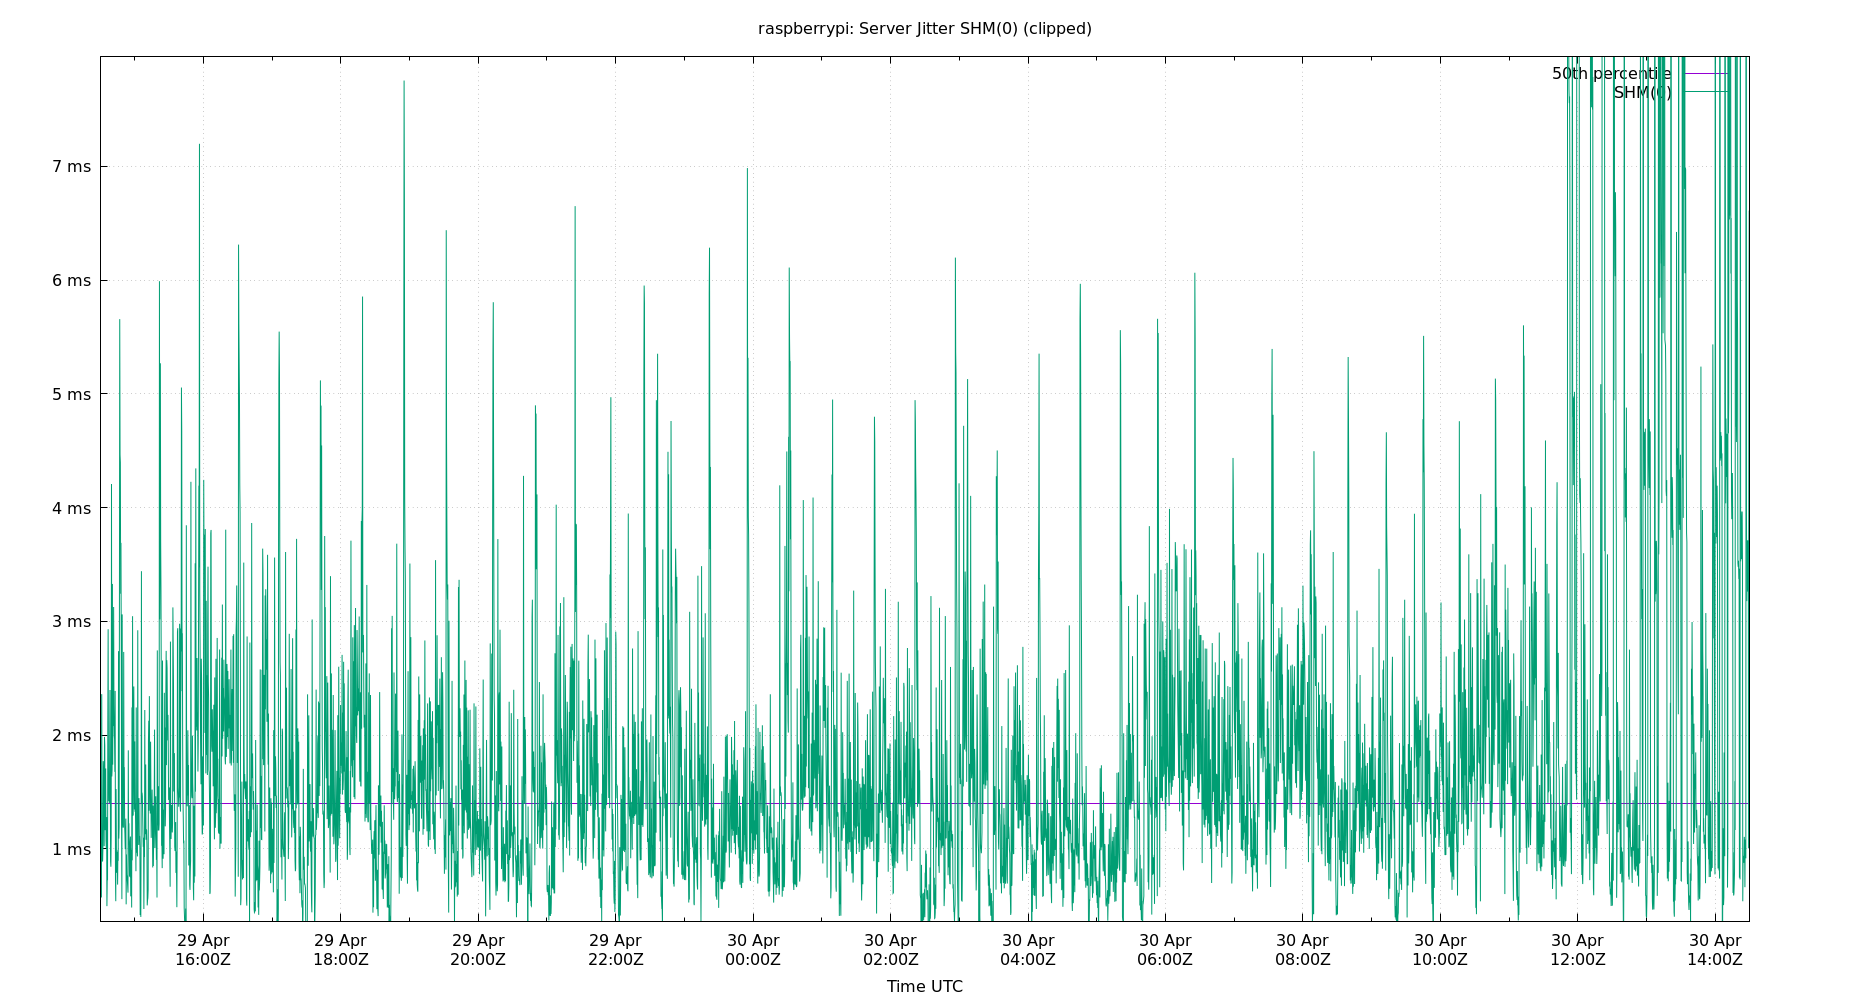 raspberrypi: Server Jitter SHM(0) (clipped)
50th percentile
SHM(0)
7 ms
6 ms
5 ms
4 ms
3 ms
2 ms
1 ms
29 Apr 29 Apr 29 Apr 29 Apr 30 Apr 30 Apr 30 Apr 30 Apr 30 Apr 30 Apr 30 Apr 30 Apr
16:00Z 18:00Z 20:00Z 22:00Z 00:00Z 02:00Z 04:00Z 06:00Z 08:00Z 10:00Z 12:00Z 14:00Z
Time UTC